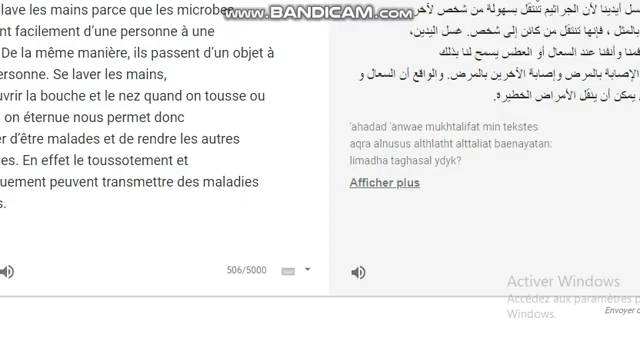 lave les mains parce que les microbes
nt facilement d’une personne à une
De la même manière, ils passent d’un objet à
ersonne. Se laver les mains,
uvrir la bouche et le nez quand on tousse ou
on éternue nous permet donc
er d’être malades et de rendre les autres
es. En effet le toussotement et
uement peuvent transmettre des maladies
s.
506/5000
www.BANDICAM.com
سل أيدينا لأن الجراثيم تنتقل بسهولة من شخص لآخر
بالمثل ، فإنها تنتقل من كائن إلى شخص. غسل اليدين،
فمنا وأنفنا عند السعال أو العطس يسمح لنا بذلك
الإصابة بالمرض وإصابة الآخرين بالمرض. والواقع أن السعال و
يمكن أن ينقل الأمراض الخطيرة.
'ahadad 'anwae mukhtalifat min tekstes
aqra alnusus althlatht alttaliat baenayatan:
limadha taghasal ydyk?
Afficher plus
Activer Windows
Accédez aux paramètres p
Windows.
Envoyer c